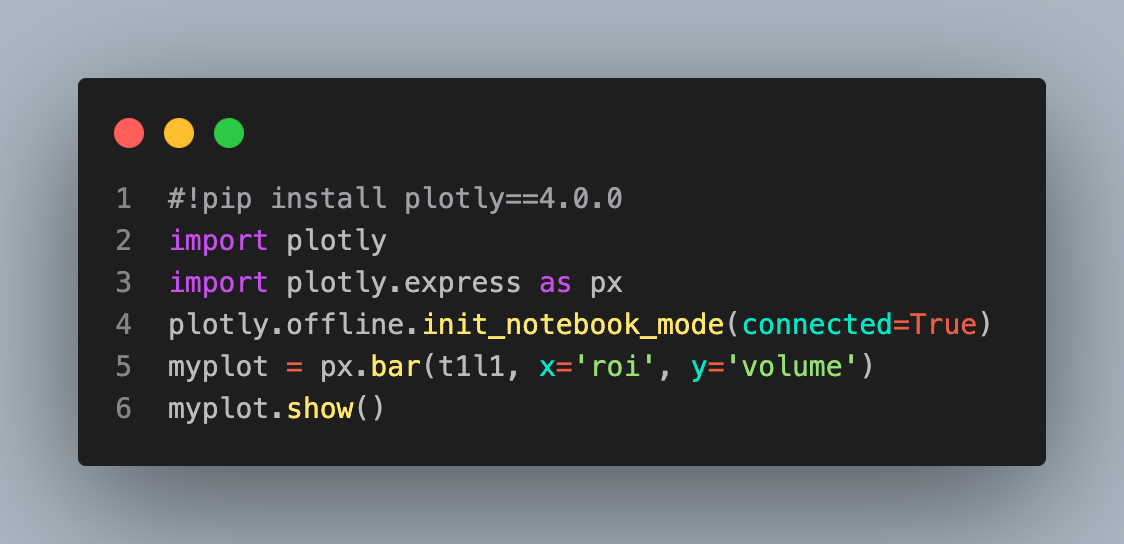 1 #!pip install plotly==4.0.0
2 import plotly
3 import plotly.express as px
4 plotly.offline.init_notebook_mode(connected=True)
5 myplot = px.bar(t1l1, x='roi', y='volume')
6 myplot.show()